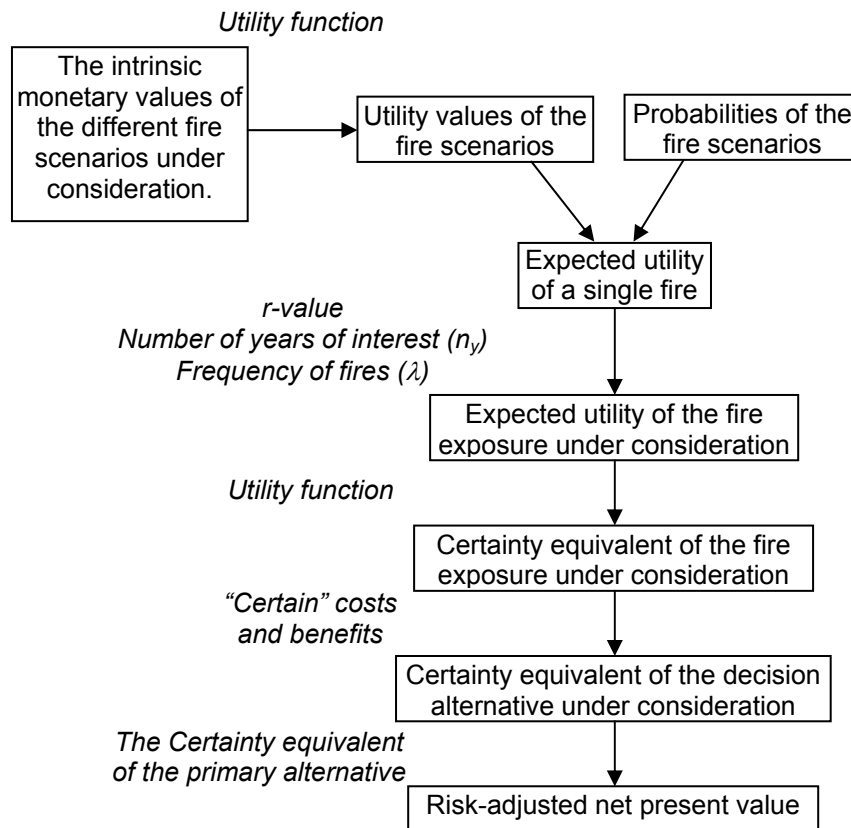 Utility function
The intrinsic
monetary values of
the different fire
scenarios under
consideration.
Utility values of the
fire scenarios
Probabilities of the
fire scenarios
Expected utility
of a single fire
r-value
Number of years of interest (n_y)
Frequency of fires (λ)
Expected utility of the fire
exposure under consideration
Utility function
Certainty equivalent of the fire
exposure under consideration
“Certain” costs
and benefits
Certainty equivalent of the decision
alternative under consideration
The Certainty equivalent
of the primary alternative
Risk-adjusted net present value